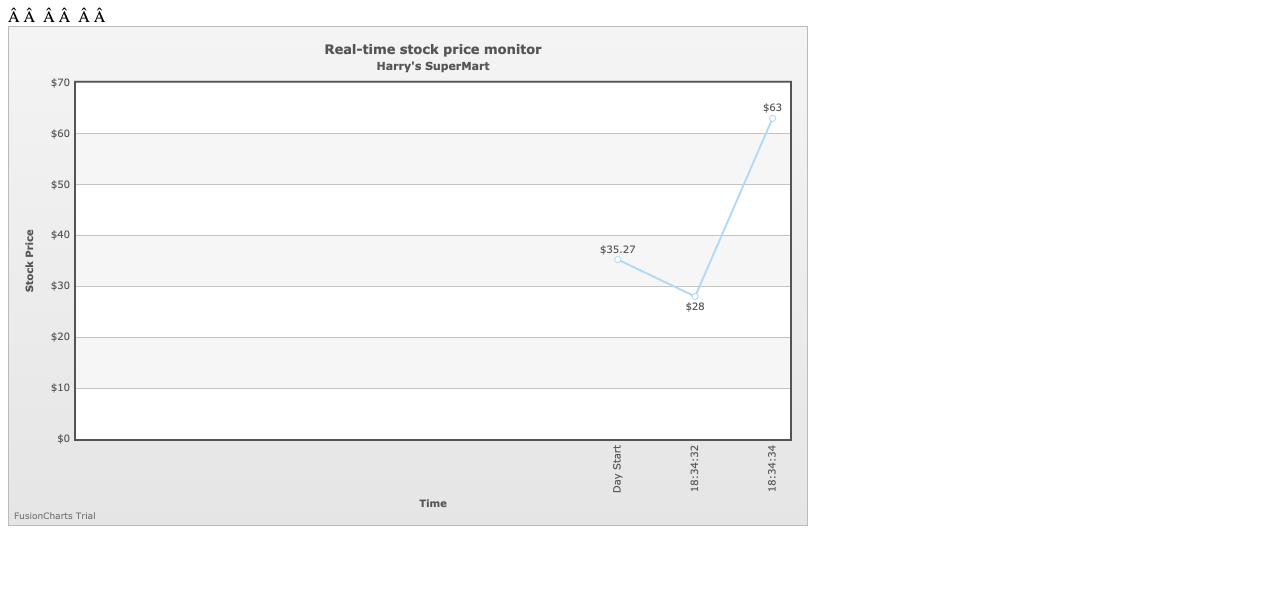 Â Â  Â Â  Â Â
Real-time stock price monitor
Harry's SuperMart
$70
$60
$50
$40
$30
$20
$10
$0
Stock Price
$35.27
$28
$63
Day Start
18:34:32
18:34:34
Time
FusionCharts Trial